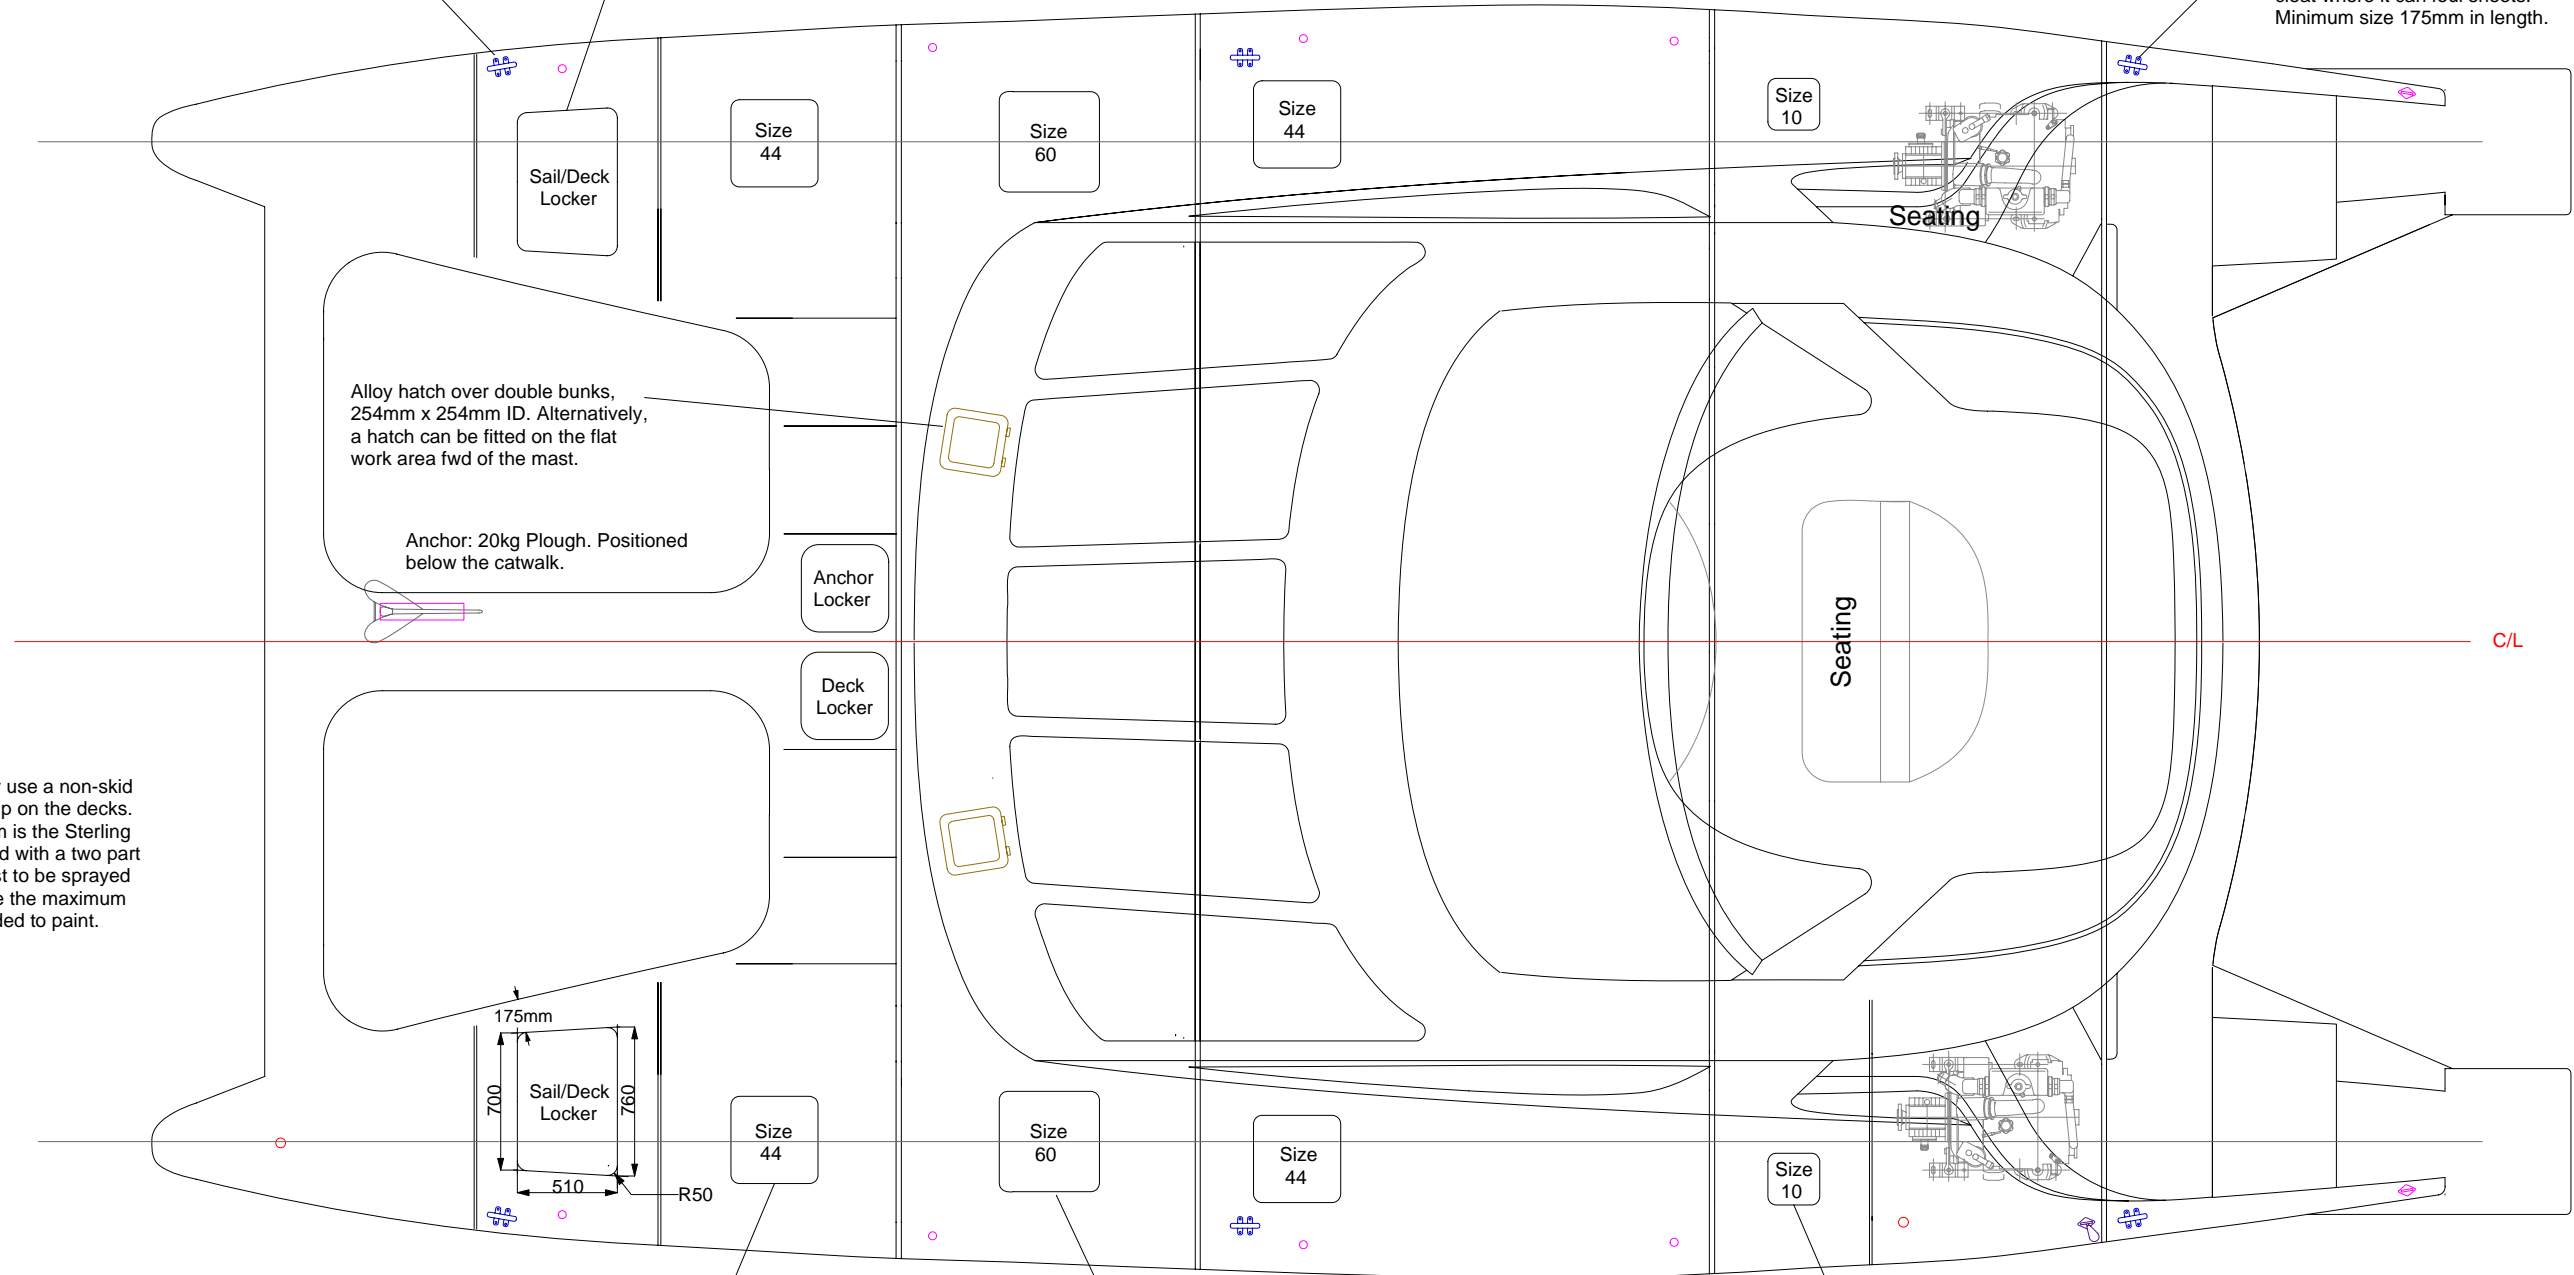 Minimum size 175mm in length.
Size
44
Size
60
Size
44
Size
10
Sail/Deck
Locker
Seating
Alloy hatch over double bunks,
254mm x 254mm ID. Alternatively,
a hatch can be fitted on the flat
work area fwd of the mast.
Anchor: 20kg Plough. Positioned
below the catwalk.
Anchor
Locker
Seating
C/L
Deck
Locker
use a non-skid
on the decks.
is the Sterling
with a two part
to be sprayed
the maximum
to paint.
175mm
700
Sail/Deck
Locker
760
510
R50
Size
44
Size
60
Size
44
Size
10